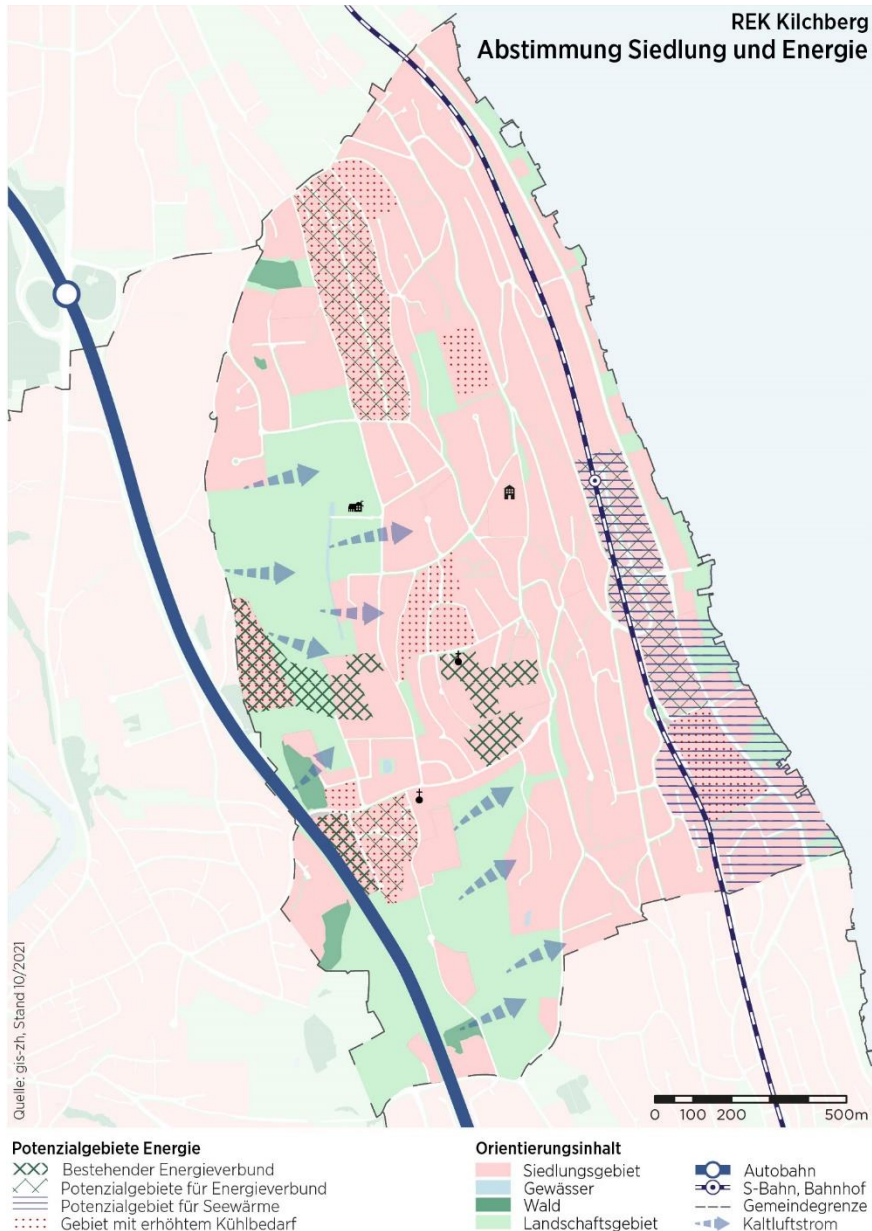 REK Kilchberg
Abstimmung Siedlung und Energie
Quelle: gis-zh, Stand 10/2021
0 100 200 500m
Potenzialgebiete Energie
Bestehender Energieverbund
Potenzialgebiete für Energieverbund
Potenzialgebiet für Seewärme
Gebiet mit erhöhtem Kühlbedarf
Orientierungsinhalt
Siedlungsgebiet
Gewässer
Wald
Landschaftsgebiet
Autobahn
S-Bahn, Bahnhof
Gemeindegrenze
Kaltluftstrom